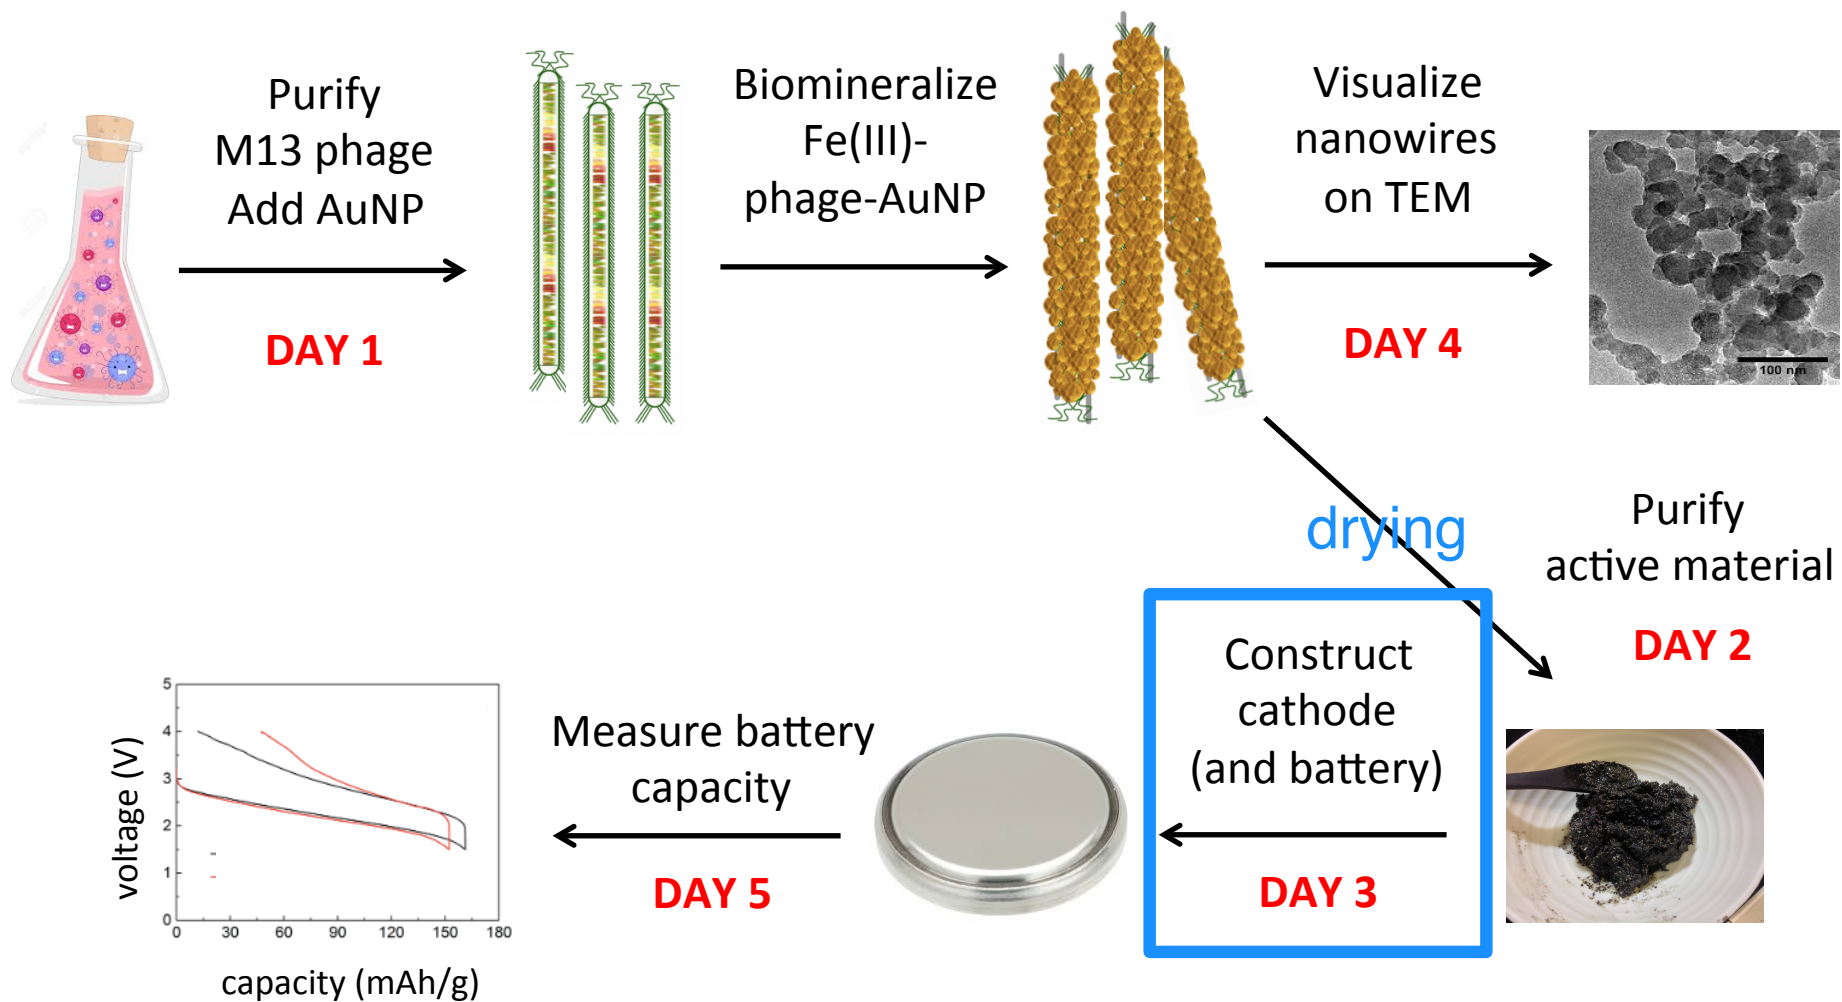 Purify
M13 phage
Add AuNP
DAY 1
Biomineralize
Fe(III)-
phage-AuNP
Visualize
nanowires
on TEM
DAY 4
100 nm
drying
Purify
active material
DAY 2
Construct
cathode
(and battery)
DAY 3
Measure battery
capacity
DAY 5
voltage (V)
5
4
3
2
1
0
0 30 60 90 120 150 180
capacity (mAh/g)